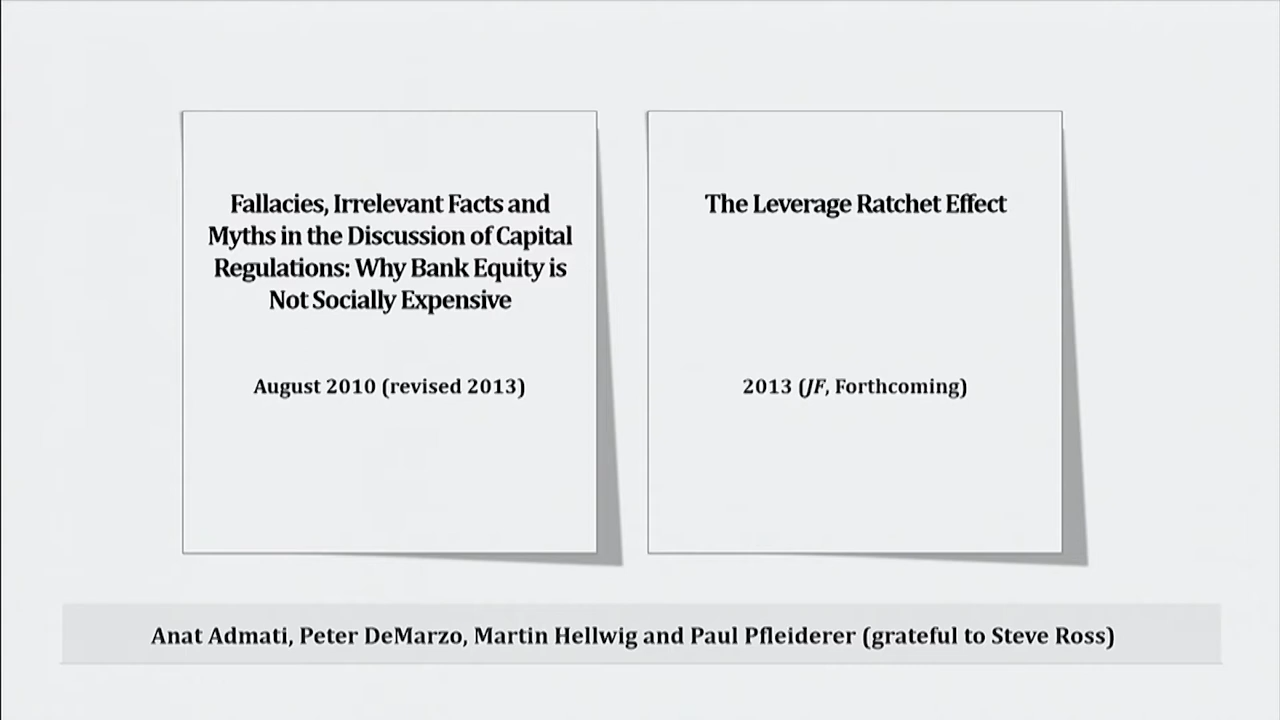 Fallacies, Irrelevant Facts and
Myths in the Discussion of Capital
Regulations: Why Bank Equity is
Not Socially Expensive
August 2010 (revised 2013)
The Leverage Ratchet Effect
2013 (JF, Forthcoming)
Anat Admati, Peter DeMarzo, Martin Hellwig and Paul Pfleiderer (grateful to Steve Ross)